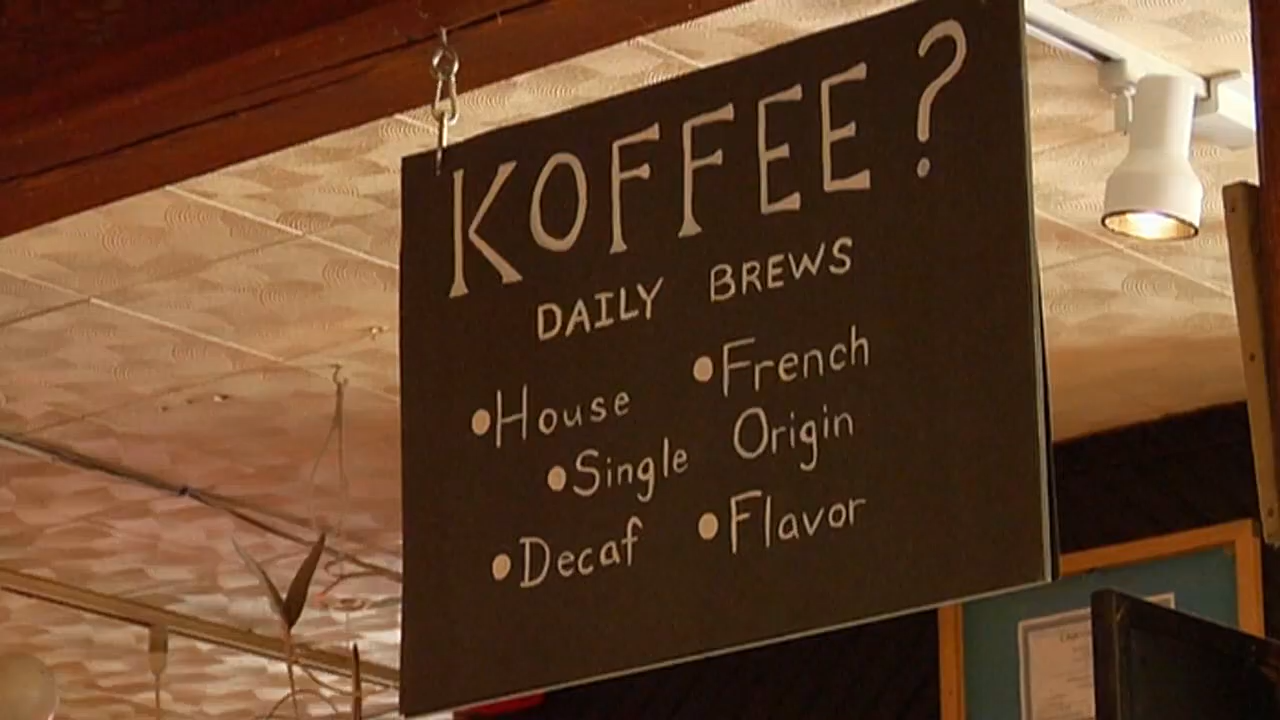 KOFFEE?
DAILY BREWS
•House •French
•Single Origin
•Decaf •Flavor